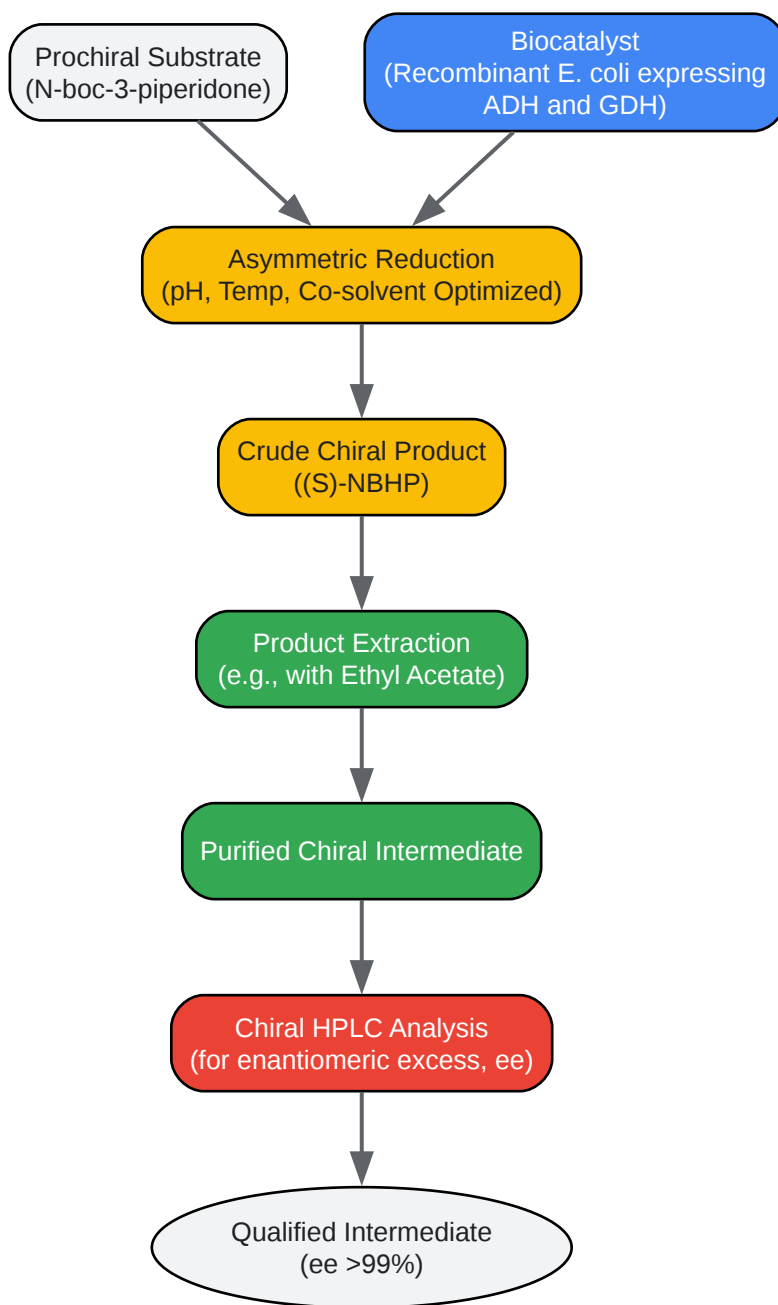 Prochiral Substrate
(N-boc-3-piperidone)
Biocatalyst
(Recombinant E. coli expressing
ADH and GDH)
Asymmetric Reduction
(pH, Temp, Co-solvent Optimized)
Crude Chiral Product
((S)-NBHP)
Product Extraction
(e.g., with Ethyl Acetate)
Purified Chiral Intermediate
Chiral HPLC Analysis
(for enantiomeric excess, ee)
Qualified Intermediate
(ee >99%)